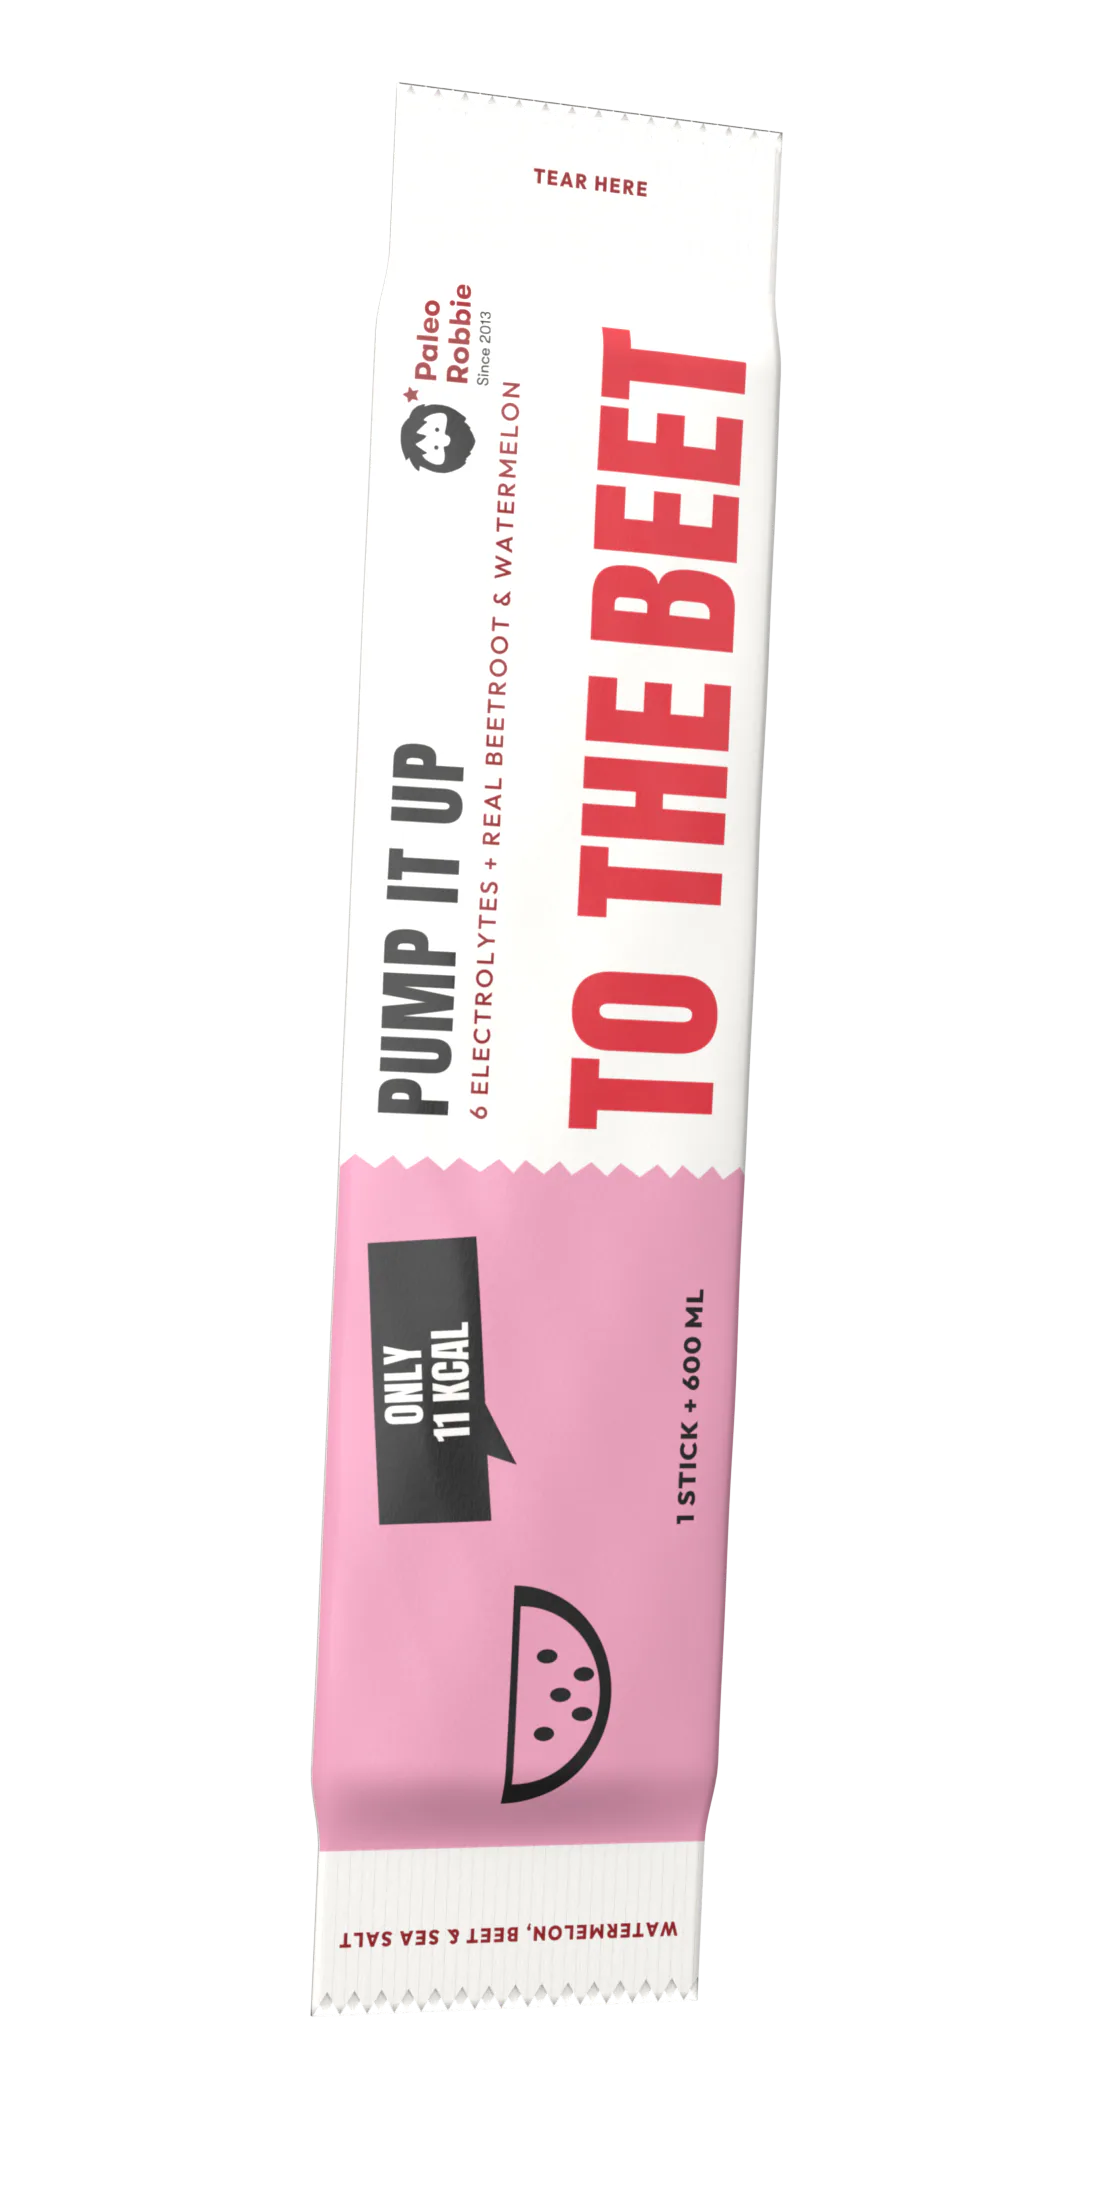 TEAR HERE
Paleo
Robbie
Since 2013
PUMP IT UP
6 ELECTROLYTES + REAL BEETROOT & WATERMELON
TO THE BEET
ONLY
11 KCAL
1 STICK + 600 ML
WATERMELON, BEET & SEA SALT